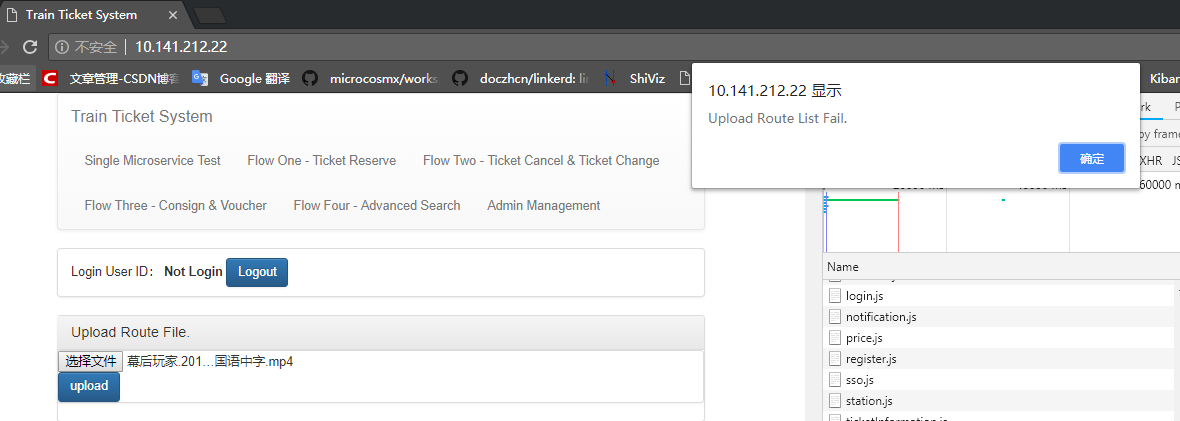 Train Ticket System
不安全 10.141.212.22
收藏栏 文章管理-CSDN博客 Google 翻译 microcosmx/works doczhcn/linkerd: lin ShiViz Kiban
10.141.212.22 显示
Upload Route List Fail.
确定
Train Ticket System
Single Microservice Test Flow One - Ticket Reserve Flow Two - Ticket Cancel & Ticket Change
Flow Three - Consign & Voucher Flow Four - Advanced Search Admin Management
Login User ID: Not Login Logout
Upload Route File.
选择文件 幕后玩家.201...国语中字.mp4
upload
rk P
by frame
XHR JS
60000 m
Name
login.js
notification.js
price.js
register.js
sso.js
station.js